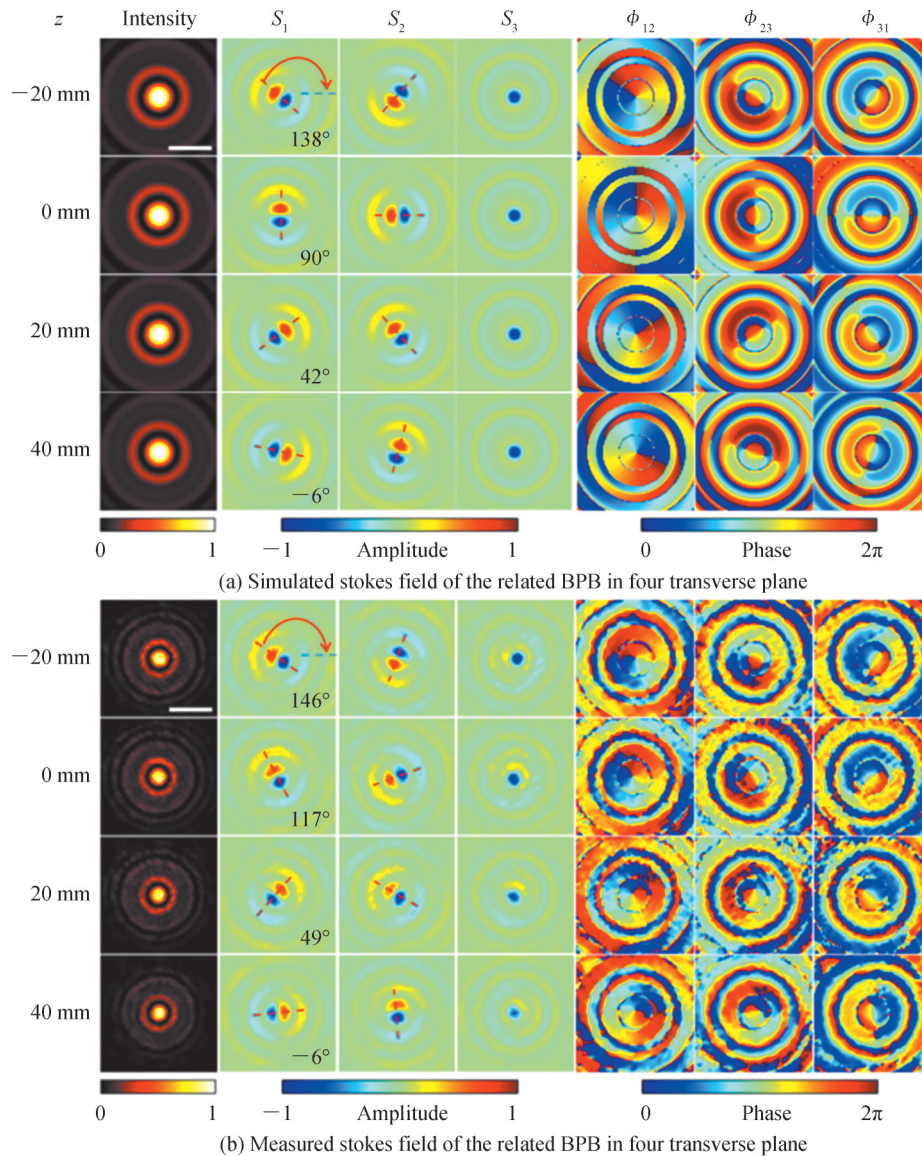 z Intensity S1 S2 S3 ϕ12 ϕ23 ϕ31
−20 mm
138°
0 mm
90°
20 mm
42°
40 mm
−6°
0 1 −1 Amplitude 1 0 Phase 2π
(a) Simulated stokes field of the related BPB in four transverse plane
−20 mm
146°
0 mm
117°
20 mm
49°
40 mm
−6°
0 1 −1 Amplitude 1 0 Phase 2π
(b) Measured stokes field of the related BPB in four transverse plane